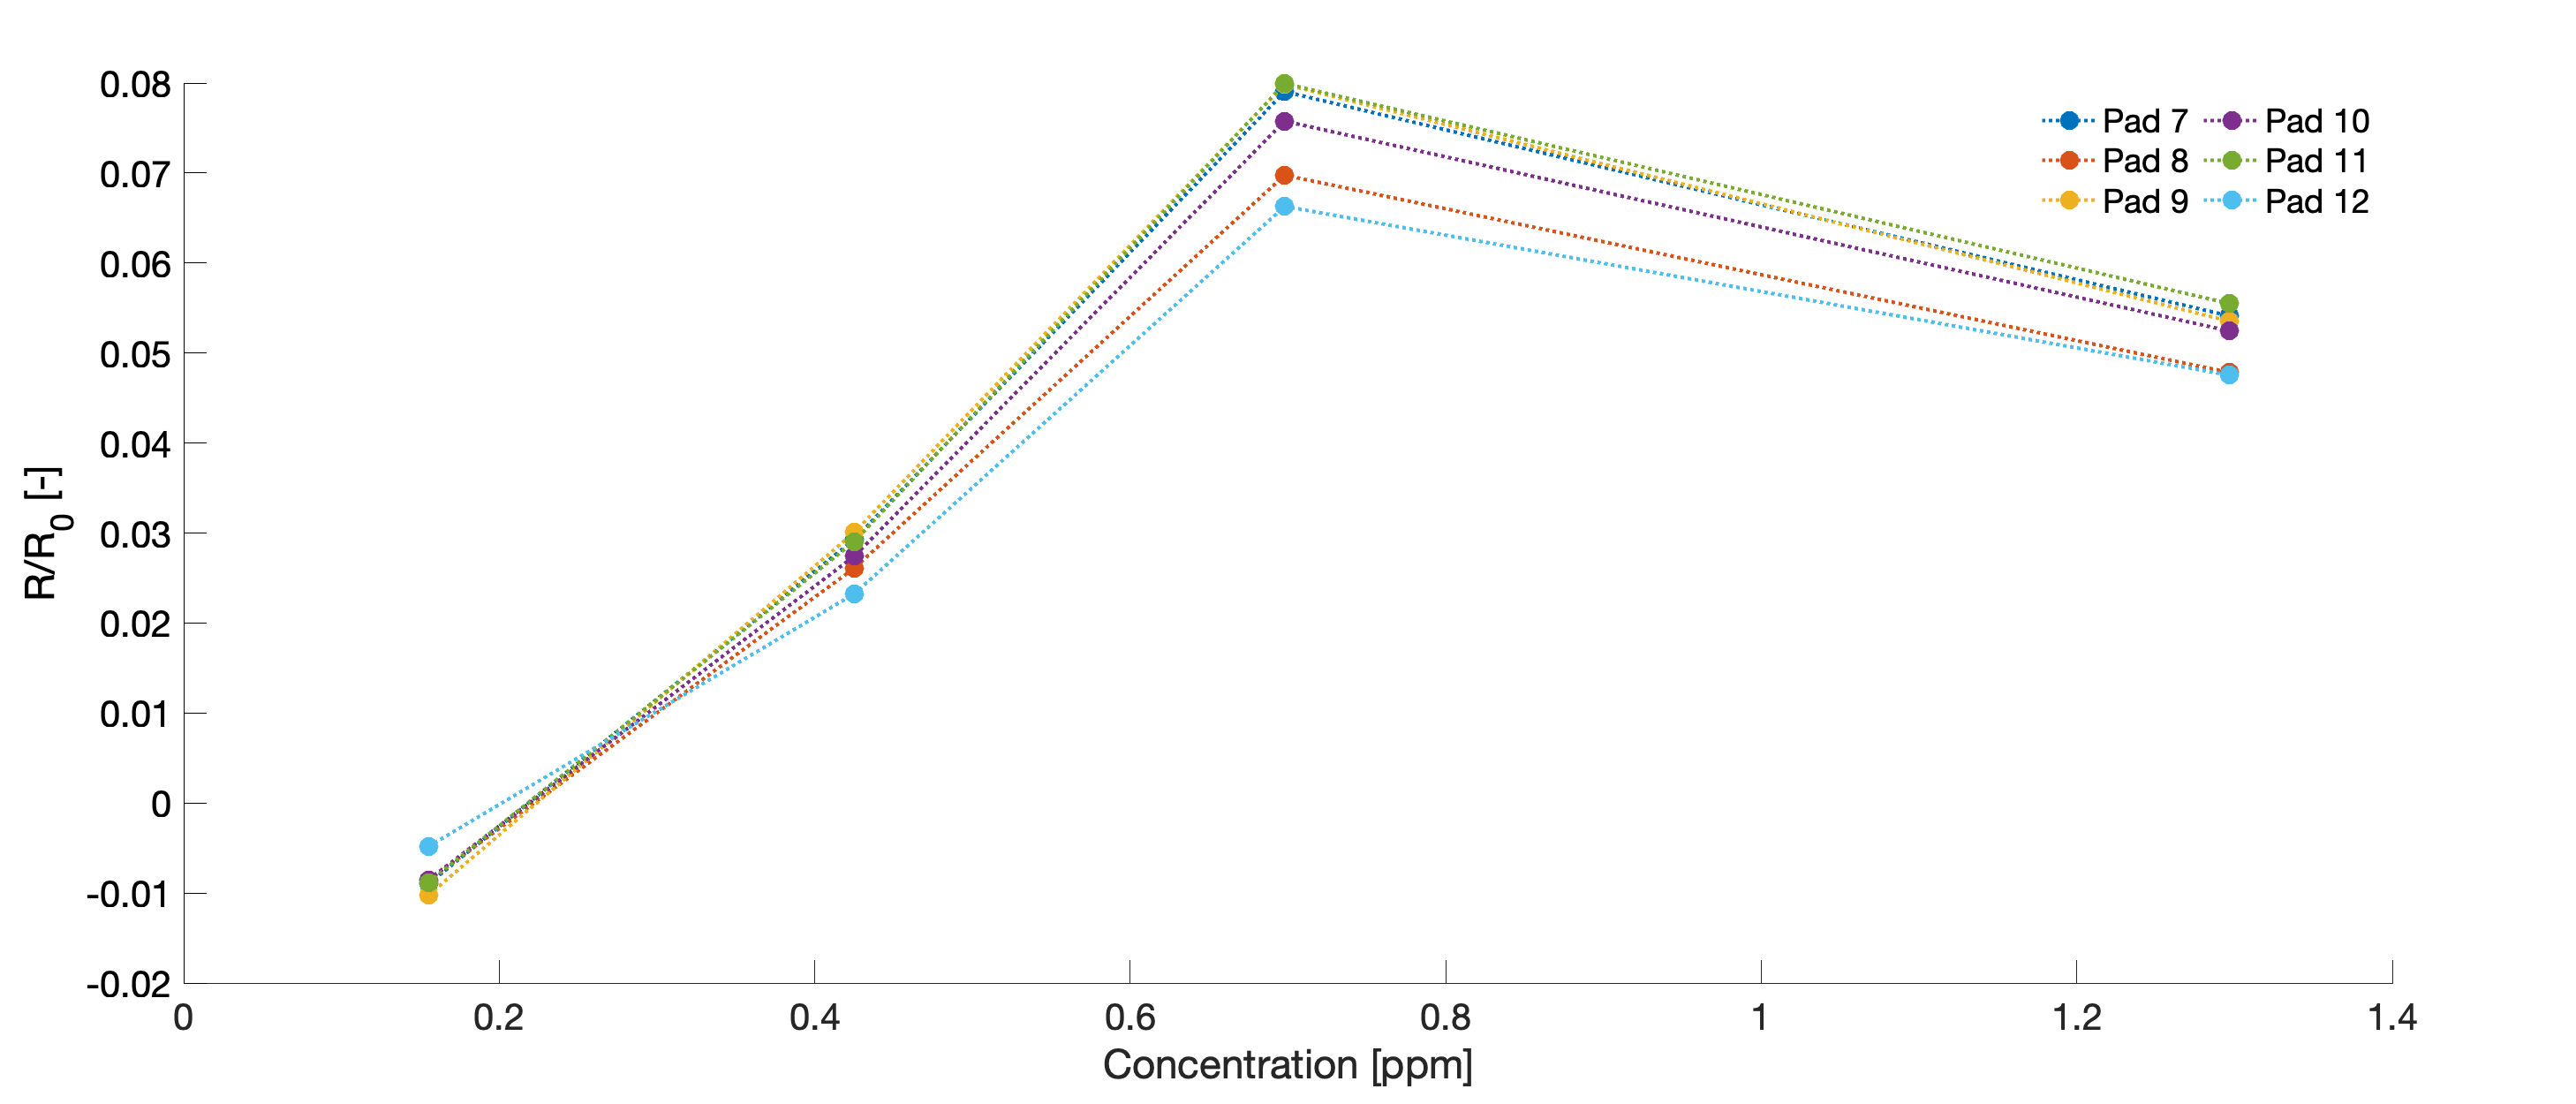 0.08
0.07
0.06
0.05
0.04
0.03
0.02
0.01
0
-0.01
-0.02
R/R0 [-]
Pad 7 Pad 10
Pad 8 Pad 11
Pad 9 Pad 12
0 0.2 0.4 0.6 0.8 1 1.2 1.4
Concentration [ppm]